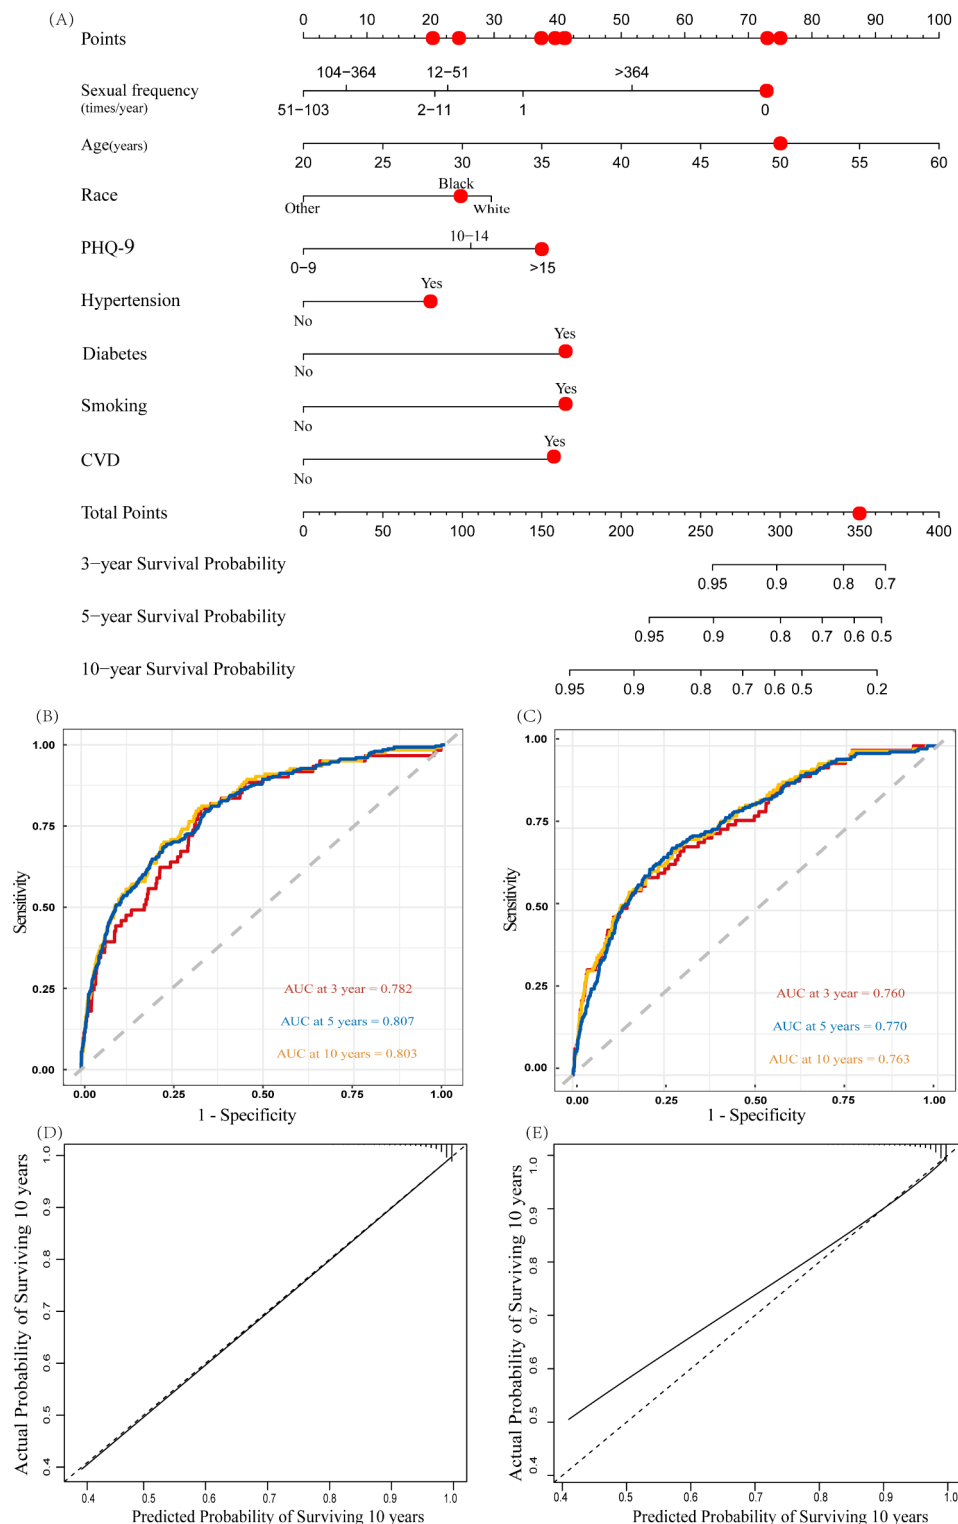 (A)
Points
0 10 20 30 40 50 60 70 80 90 100
104−364 12−51 >364
Sexual frequency
(times/year)
51−103 2−11 1 0
Age(years)
20 25 30 35 40 45 50 55 60
Race
Black
Other White
PHQ-9
10−14
0−9 >15
Hypertension
Yes
No
Diabetes
Yes
No
Smoking
Yes
No
CVD
Yes
No
Total Points
0 50 100 150 200 250 300 350 400
3−year Survival Probability
0.95 0.9 0.8 0.7
5−year Survival Probability
0.95 0.9 0.8 0.7 0.6 0.5
10−year Survival Probability
0.95 0.9 0.8 0.7 0.6 0.5 0.2
(B)
1.00
0.75
0.50
0.25
0.00
Sensitivity
AUC at 3 year = 0.782
AUC at 5 years = 0.807
AUC at 10 years = 0.803
0.00 0.25 0.50 0.75 1.00
1 - Specificity
(C)
1.00
0.75
0.50
0.25
0.00
Sensitivity
AUC at 3 year = 0.760
AUC at 5 years = 0.770
AUC at 10 years = 0.763
0.00 0.25 0.50 0.75 1.00
1 - Specificity
(D)
Actual Probability of Surviving 10 years
1.0
0.9
0.8
0.7
0.6
0.5
0.4
0.4 0.5 0.6 0.7 0.8 0.9 1.0
Predicted Probability of Surviving 10 years
(E)
Actual Probability of Surviving 10 years
1.0
0.9
0.8
0.7
0.6
0.5
0.4
0.4 0.5 0.6 0.7 0.8 0.9 1.0
Predicted Probability of Surviving 10 years